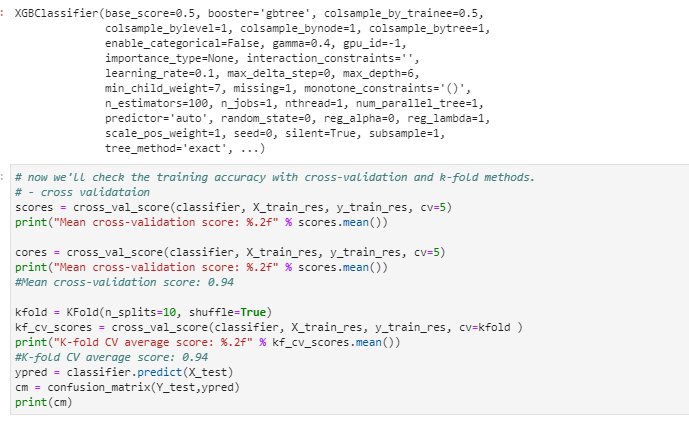 : XGBClassifier(base_score=0.5, booster='gbtree', colsample_by_trainee=0.5,
colsample_bylevel=1, colsample_bynode=1, colsample_bytree=1,
enable_categorical=False, gamma=0.4, gpu_id=-1,
importance_type=None, interaction_constraints='',
learning_rate=0.1, max_delta_step=0, max_depth=6,
min_child_weight=7, missing=1, monotone_constraints='()',
n_estimators=100, n_jobs=1, nthread=1, num_parallel_tree=1,
predictor='auto', random_state=0, reg_alpha=0, reg_lambda=1,
scale_pos_weight=1, seed=0, silent=True, subsample=1,
tree_method='exact', ...)
: # now we'll check the training accuracy with cross-validation and k-fold methods.
# - cross validataion
scores = cross_val_score(classifier, X_train_res, y_train_res, cv=5)
print("Mean cross-validation score: %.2f" % scores.mean())
cores = cross_val_score(classifier, X_train_res, y_train_res, cv=5)
print("Mean cross-validation score: %.2f" % scores.mean())
#Mean cross-validation score: 0.94
kfold = KFold(n_splits=10, shuffle=True)
kf_cv_scores = cross_val_score(classifier, X_train_res, y_train_res, cv=kfold )
print("K-fold CV average score: %.2f" % kf_cv_scores.mean())
#K-fold CV average score: 0.94
ypred = classifier.predict(X_test)
cm = confusion_matrix(Y_test,ypred)
print(cm)